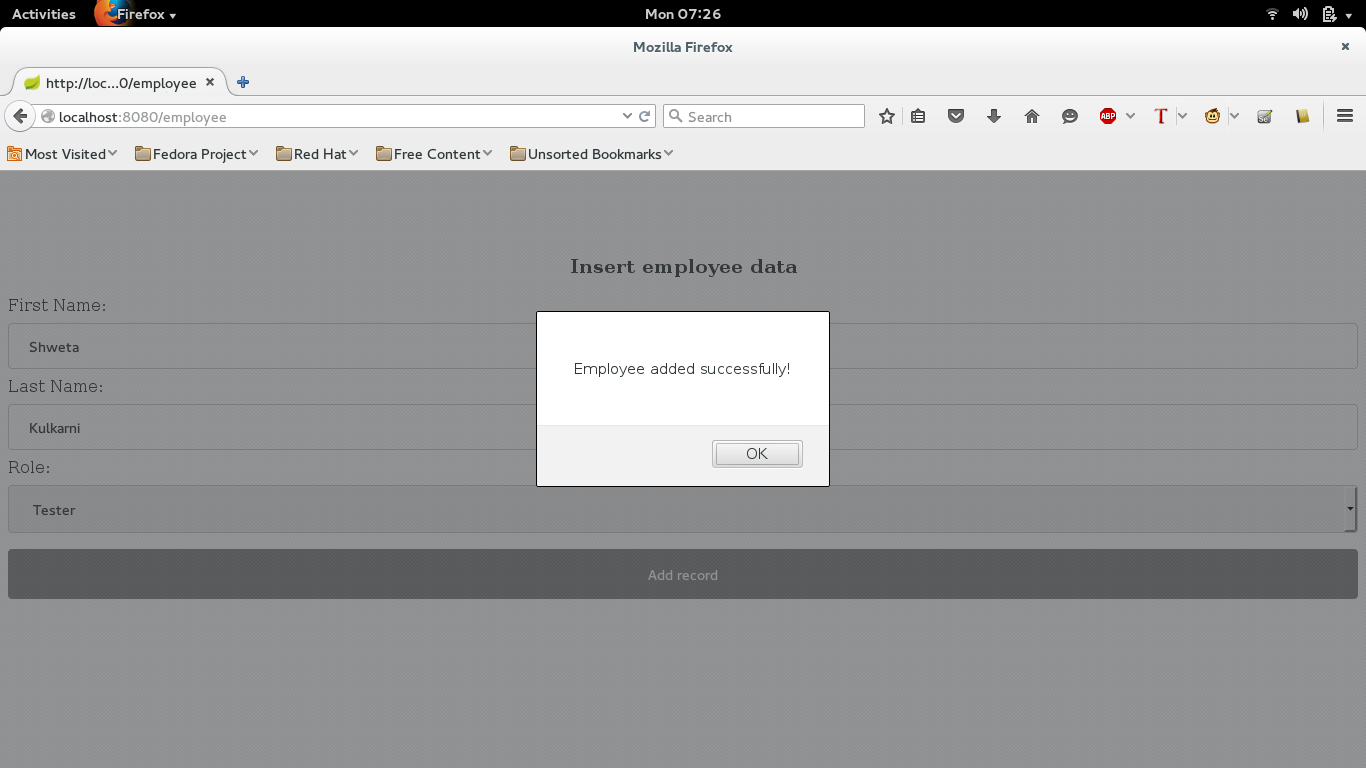 Activities Firefox Mon 07:26
Mozilla Firefox
http://loc...0/employee
localhost:8080/employee Search ABP T
Most Visited Fedora Project Red Hat Free Content Unsorted Bookmarks
Insert employee data
First Name:
Shweta
Employee added successfully!
Last Name:
Kulkarni
OK
Role:
Tester
Add record